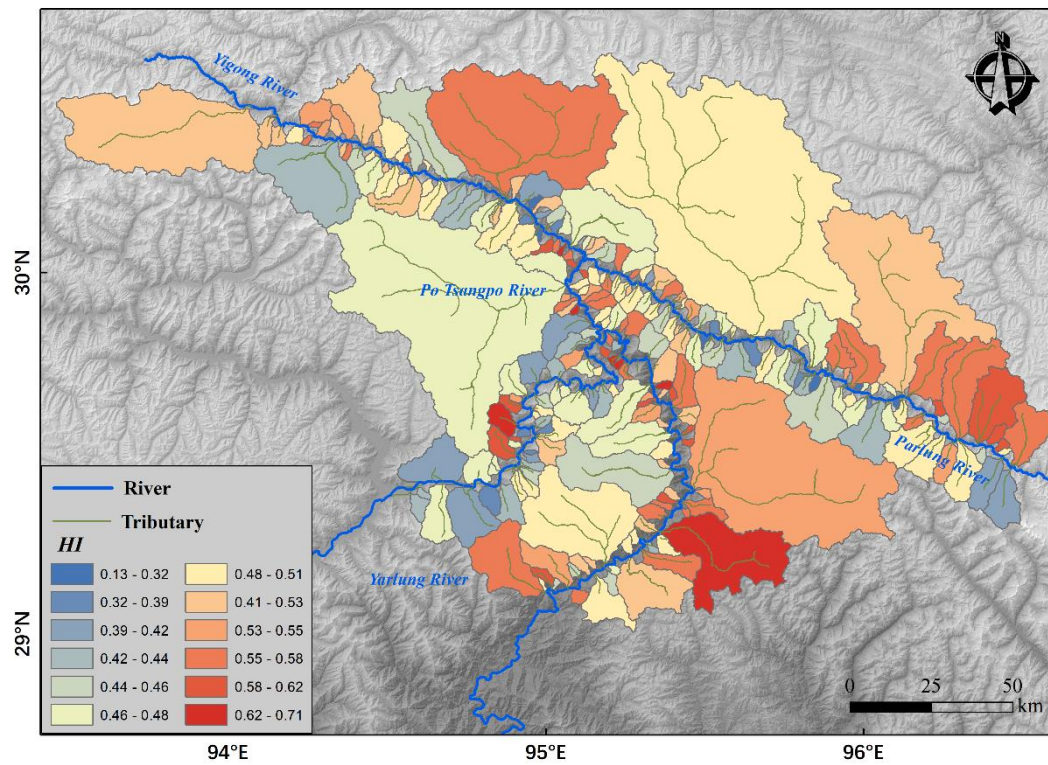 N
Yigong River
30°N
Po Tsangpo River
Parlung River
Yarlung River
29°N
River
Tributary
HI
0.13 - 0.32 0.48 - 0.51
0.32 - 0.39 0.41 - 0.53
0.39 - 0.42 0.53 - 0.55
0.42 - 0.44 0.55 - 0.58
0.44 - 0.46 0.58 - 0.62
0.46 - 0.48 0.62 - 0.71
0 25 50
km
94°E 95°E 96°E